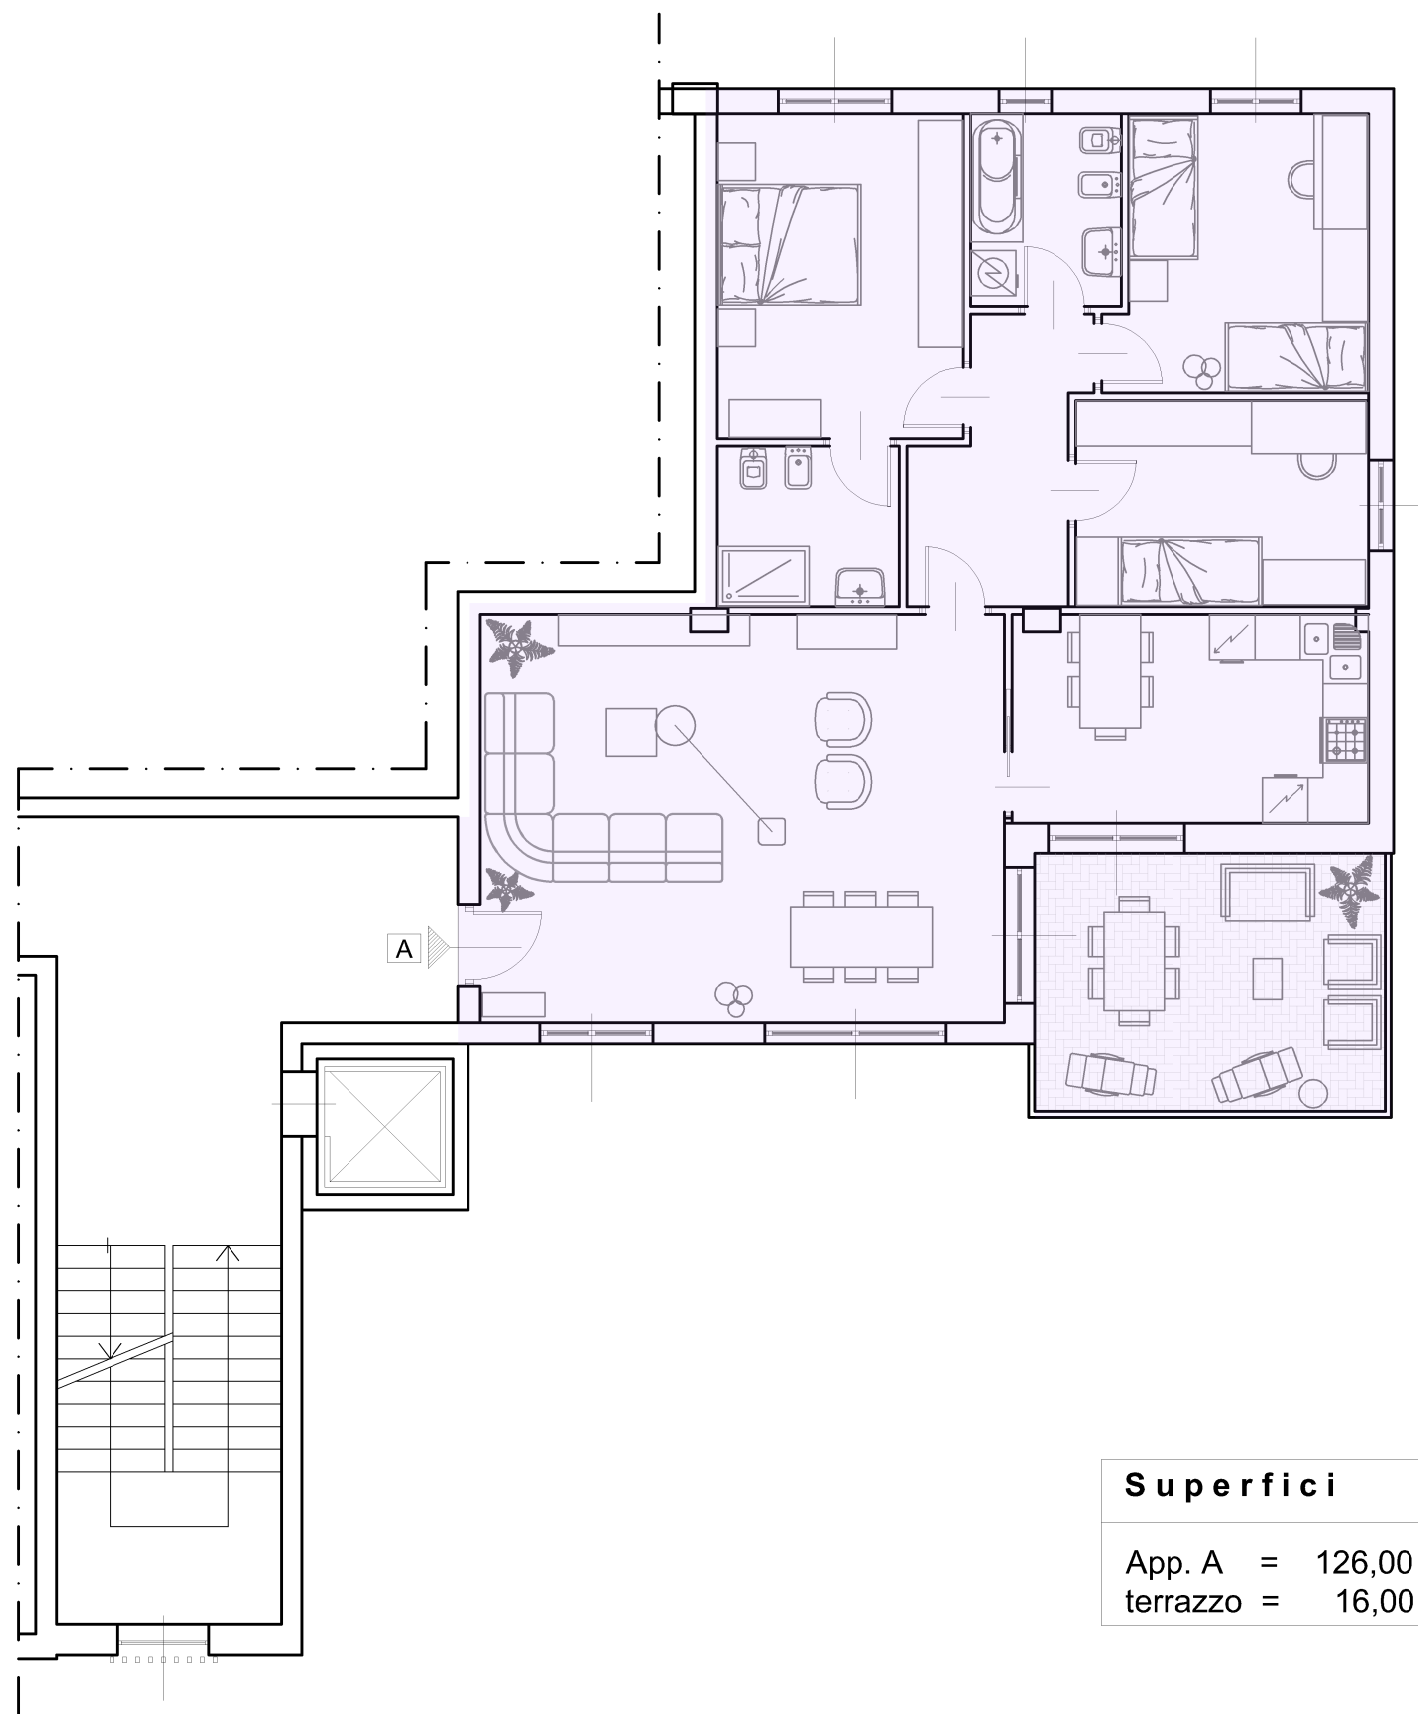 A
Superfici
App. A = 126,00
terrazzo = 16,00